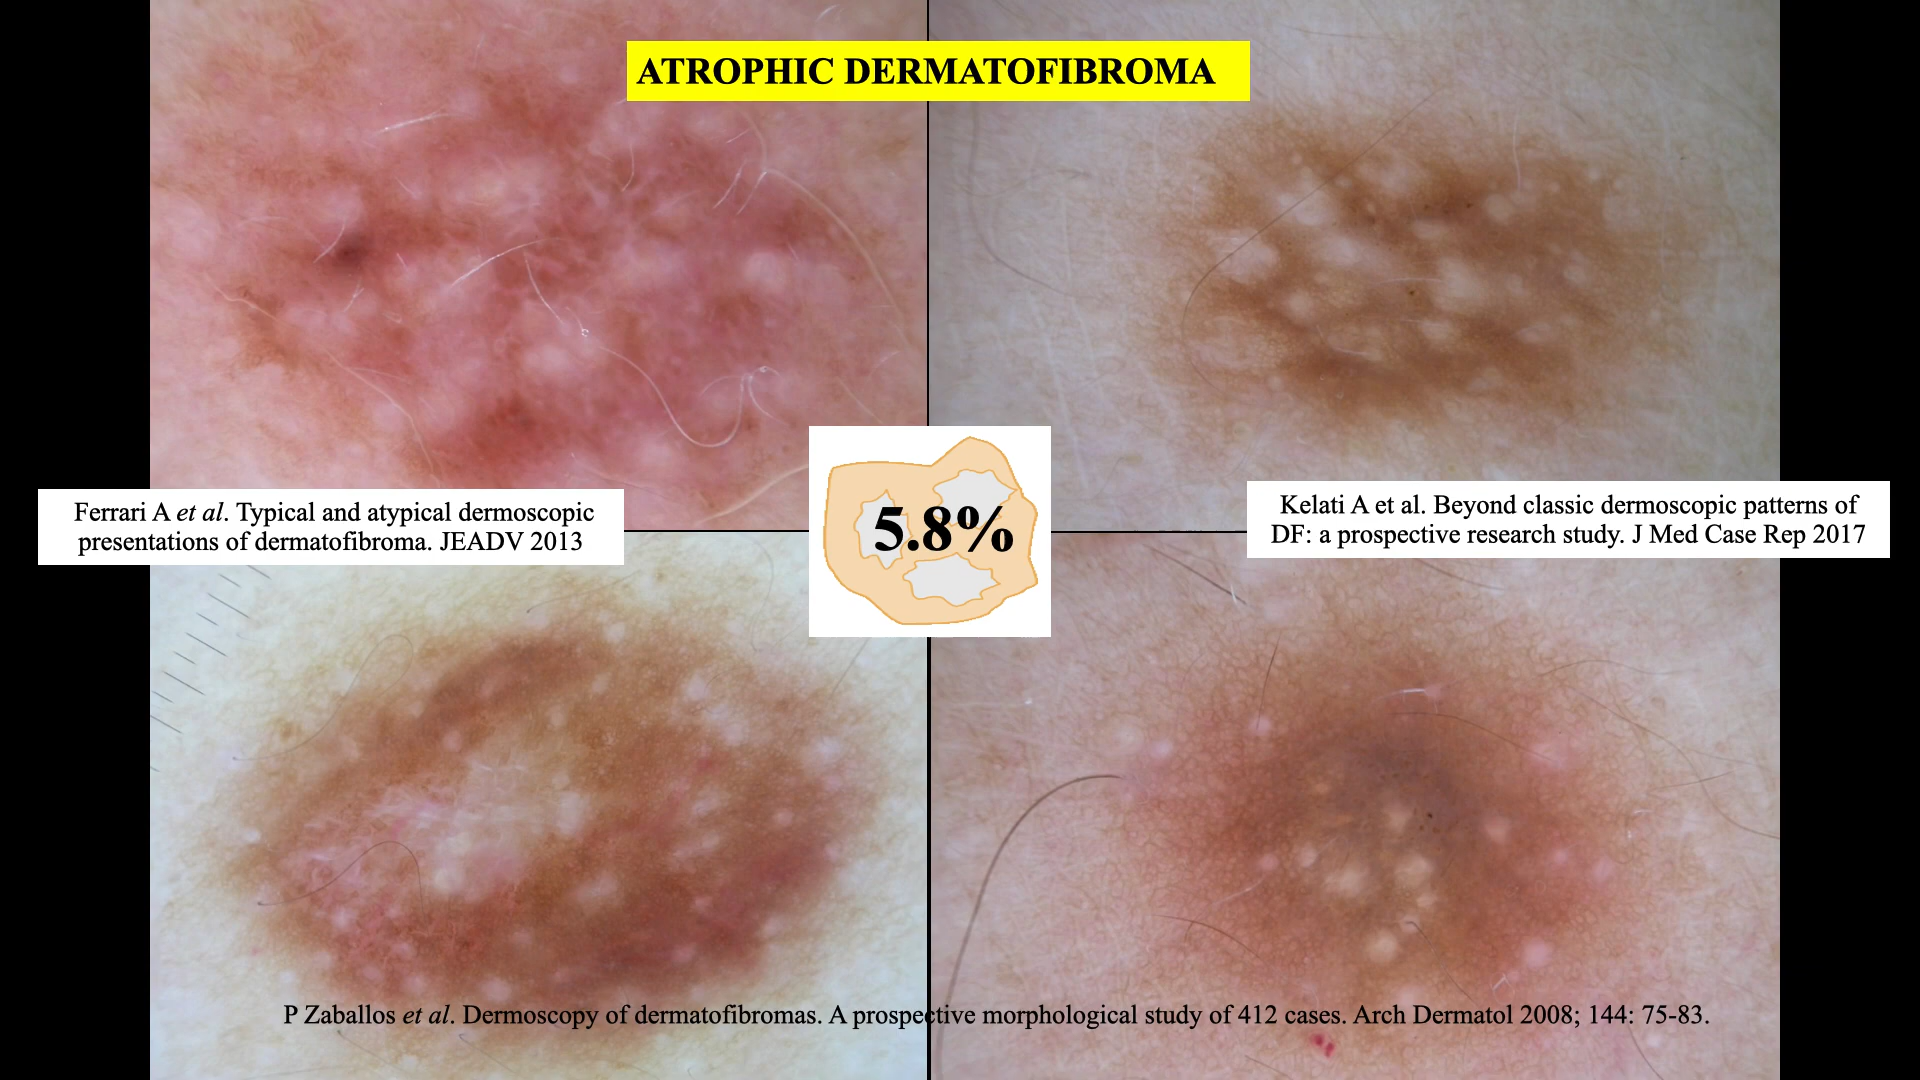 ATROPHIC DERMATOFIBROMA
Ferrari A et al. Typical and atypical dermoscopic
presentations of dermatofibroma. JEADV 2013
5.8%
Kelati A et al. Beyond classic dermoscopic patterns of
DF: a prospective research study. J Med Case Rep 2017
P Zaballos et al. Dermoscopy of dermatofibromas. A prospective morphological study of 412 cases. Arch Dermatol 2008; 144: 75-83.